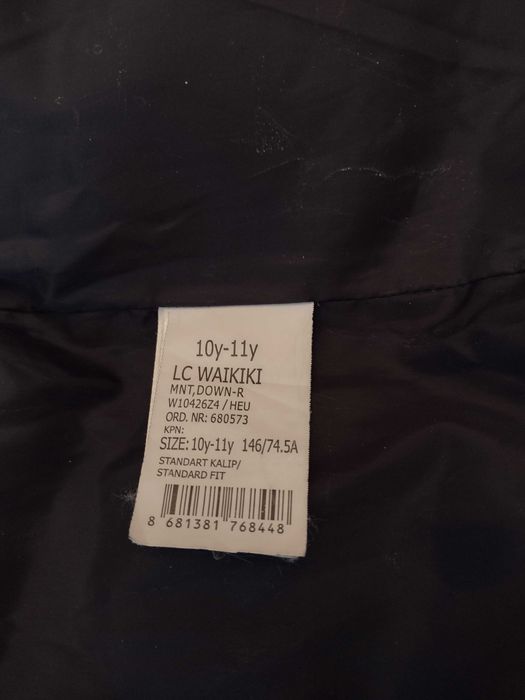 10y-11y
LC WAIKIKI
MNT,DOWN-R
W10426Z4 / HEU
ORD. NR: 680573
KPN:
SIZE: 10y-11y 146/74.5A
STANDART KALIP/
STANDARD FIT
8 681381 768448